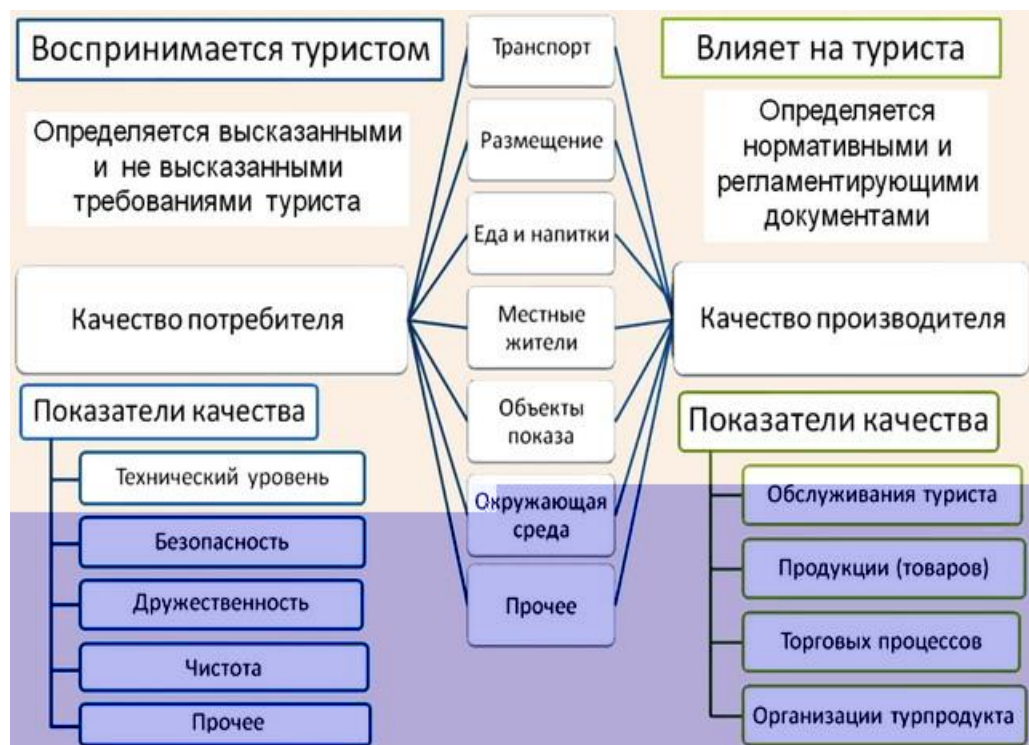 Воспринимается туристом
Определяется высказанными
и не высказанными
требованиями туриста
Качество потребителя
Показатели качества
Технический уровень
Безопасность
Дружественность
Чистота
Прочее
Транспорт
Размещение
Еда и напитки
Местные
жители
Объекты
показа
Окружающая
среда
Прочее
Влияет на туриста
Определяется
нормативными и
регламентирующими
документами
Качество производителя
Показатели качества
Обслуживания туриста
Продукции (товаров)
Торговых процессов
Организации турпродукта